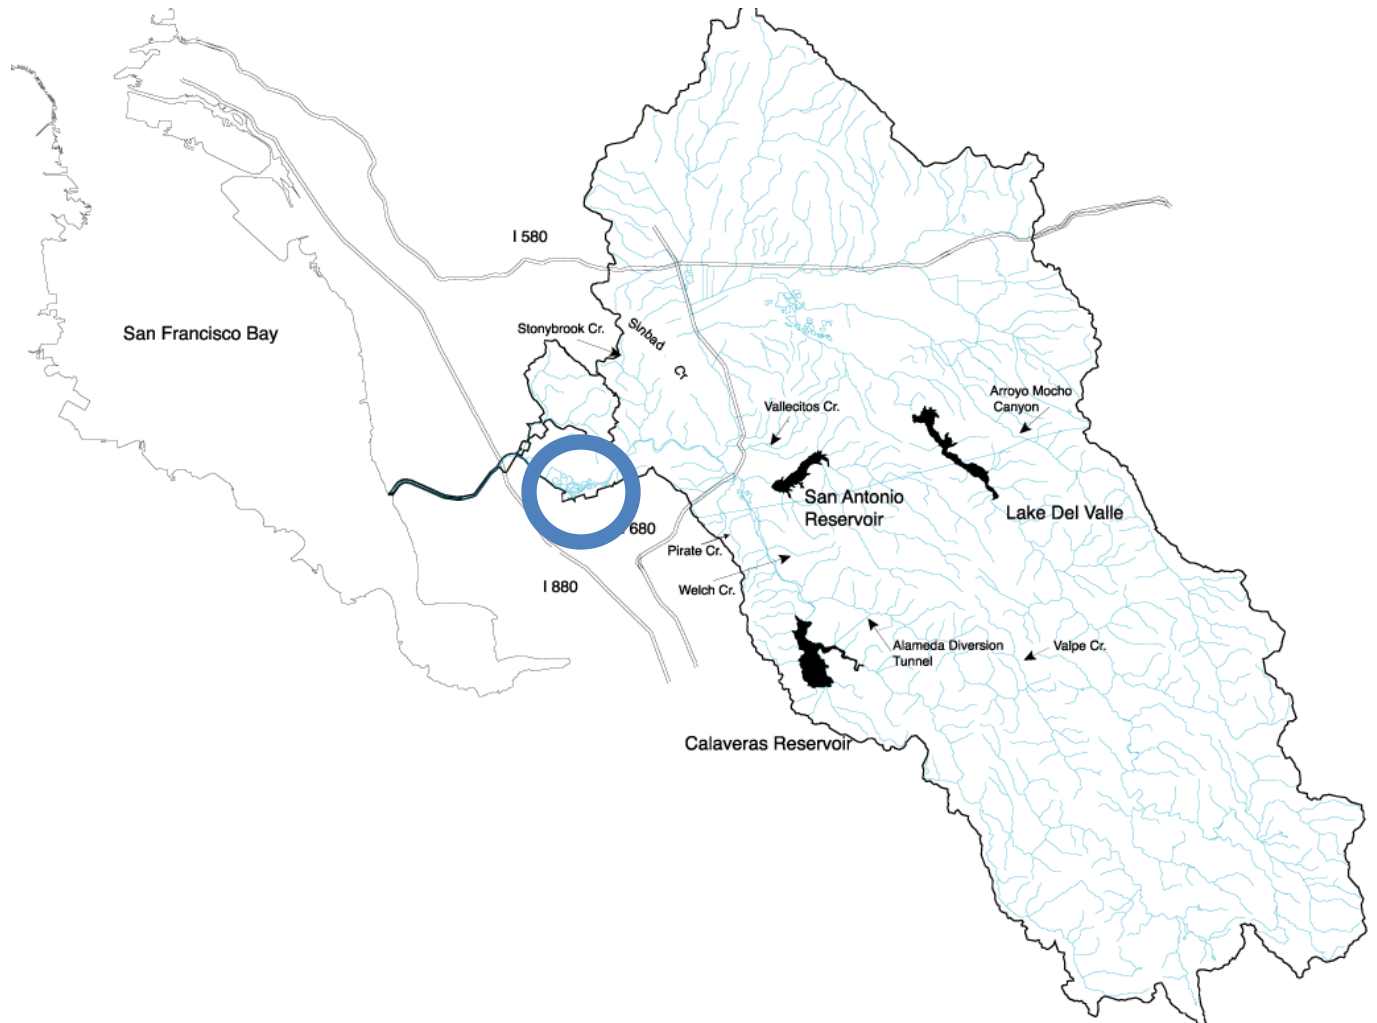 I 580
San Francisco Bay
Stonybrook Cr.
Sinbad Cr
Arroyo Mocho
Canyon
Vallecitos Cr.
San Antonio
Reservoir
Lake Del Valle
680
Pirate Cr.
I 880
Welch Cr.
Alameda Diversion
Tunnel
Valpe Cr.
Calaveras Reservoir